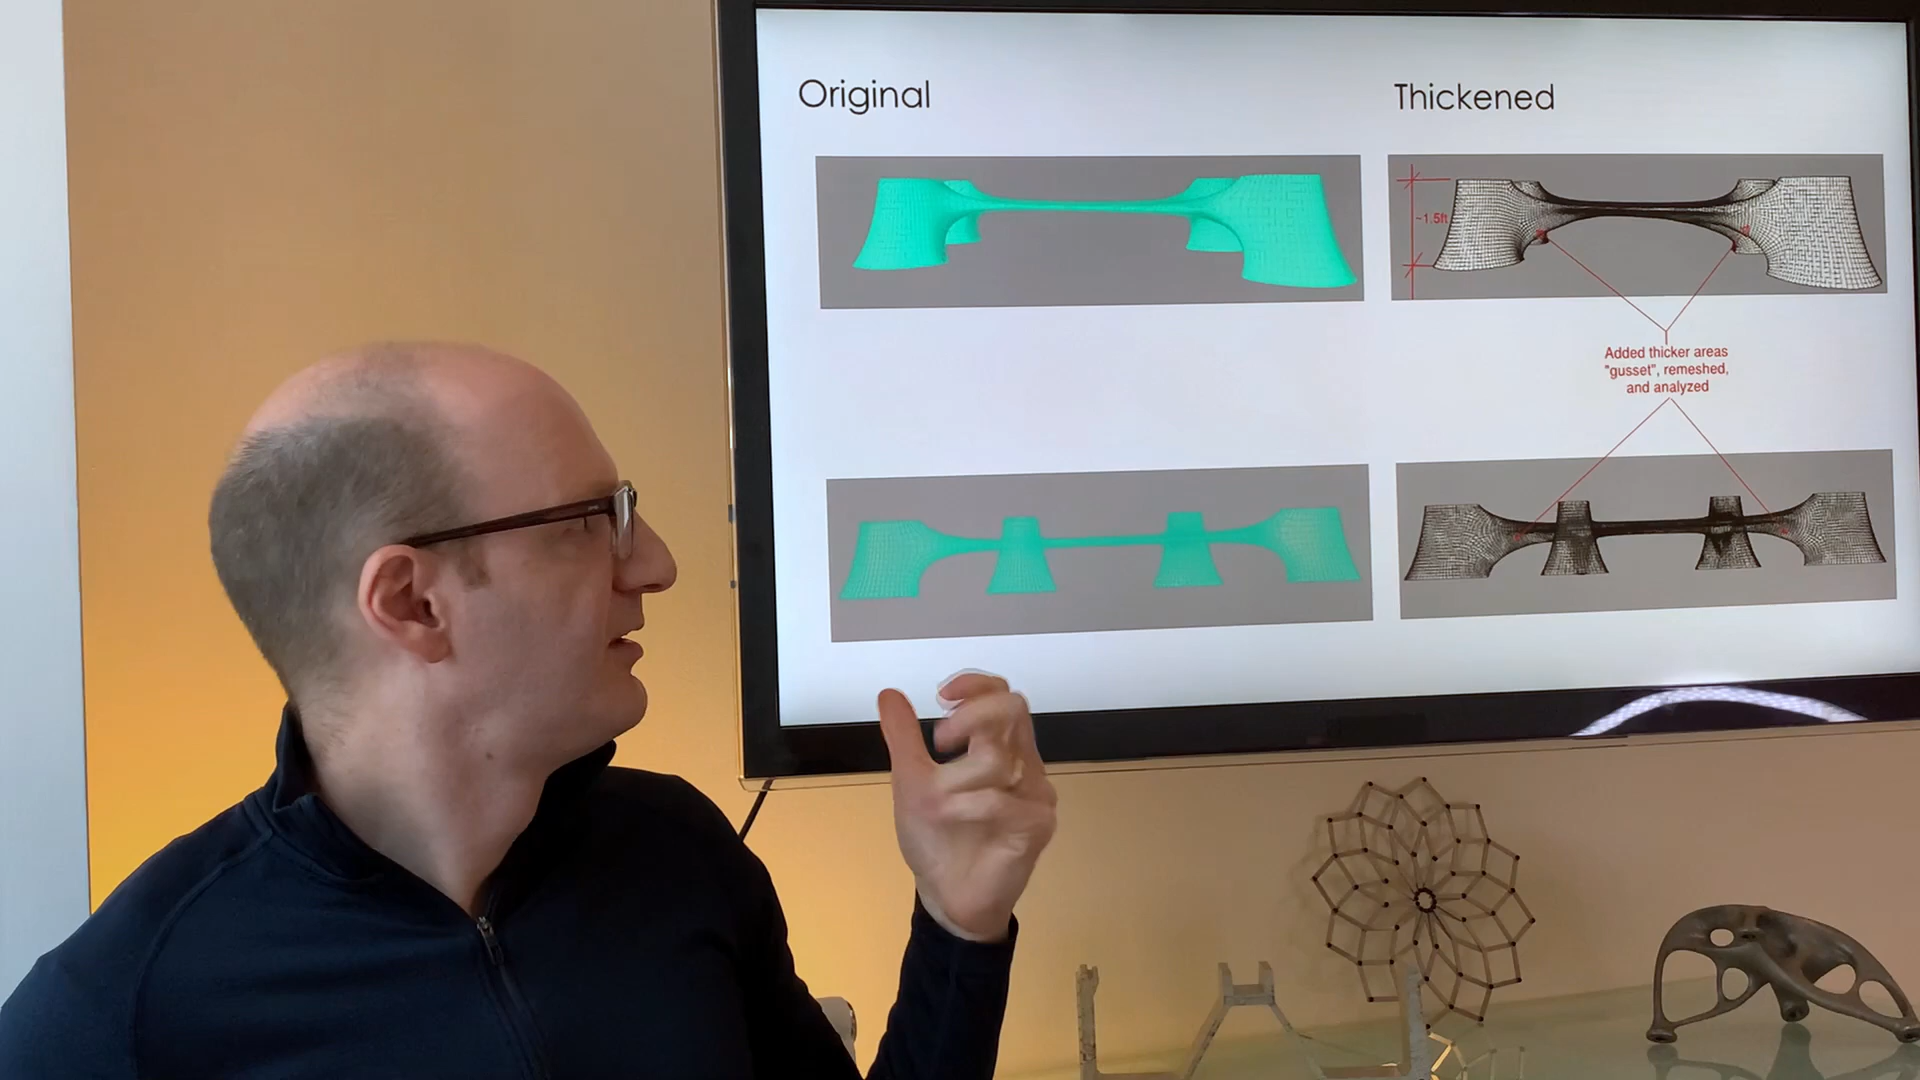 Original
Thickened
~1.5ft
Added thicker areas
"gusset", remeshed,
and analyzed